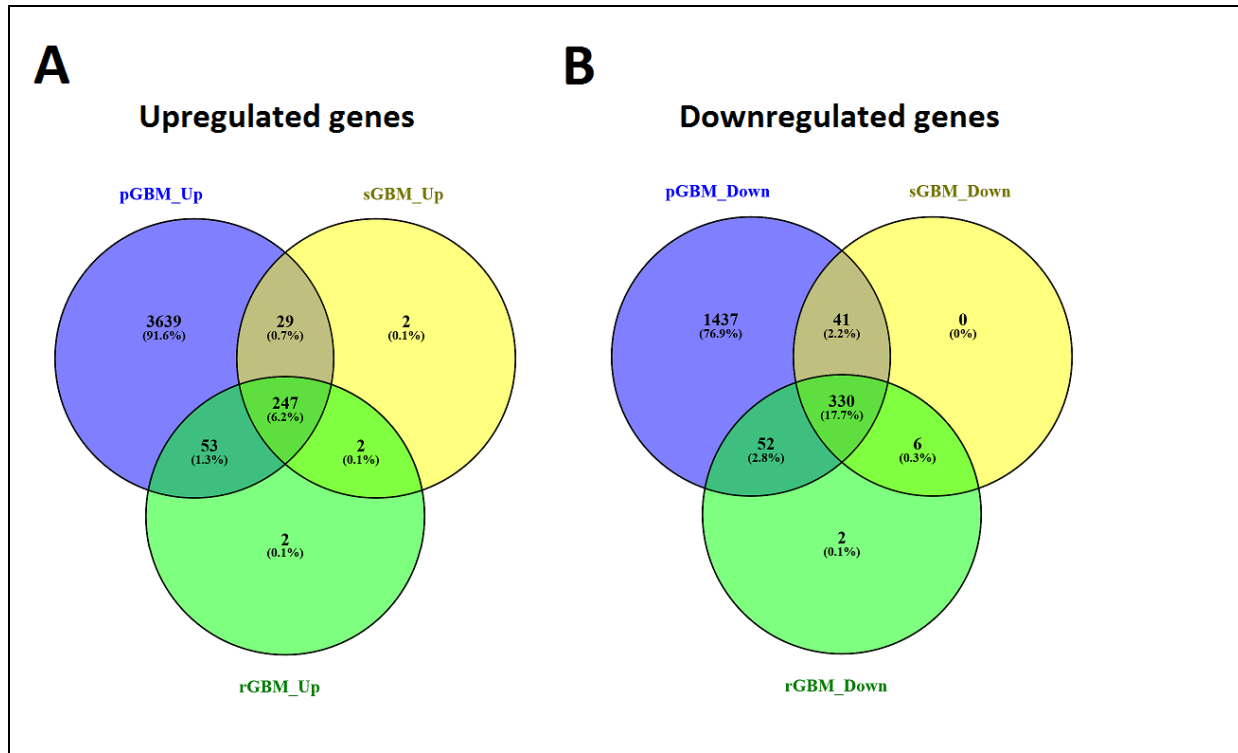 A
Upregulated genes
pGBM_Up
sGBM_Up
3639
(91.6%)
29
(0.7%)
2
(0.1%)
247
(6.2%)
53
(1.3%)
2
(0.1%)
2
(0.1%)
rGBM_Up
B
Downregulated genes
pGBM_Down
sGBM_Down
1437
(76.9%)
41
(2.2%)
0
(0%)
330
(17.7%)
52
(2.8%)
6
(0.3%)
2
(0.1%)
rGBM_Down